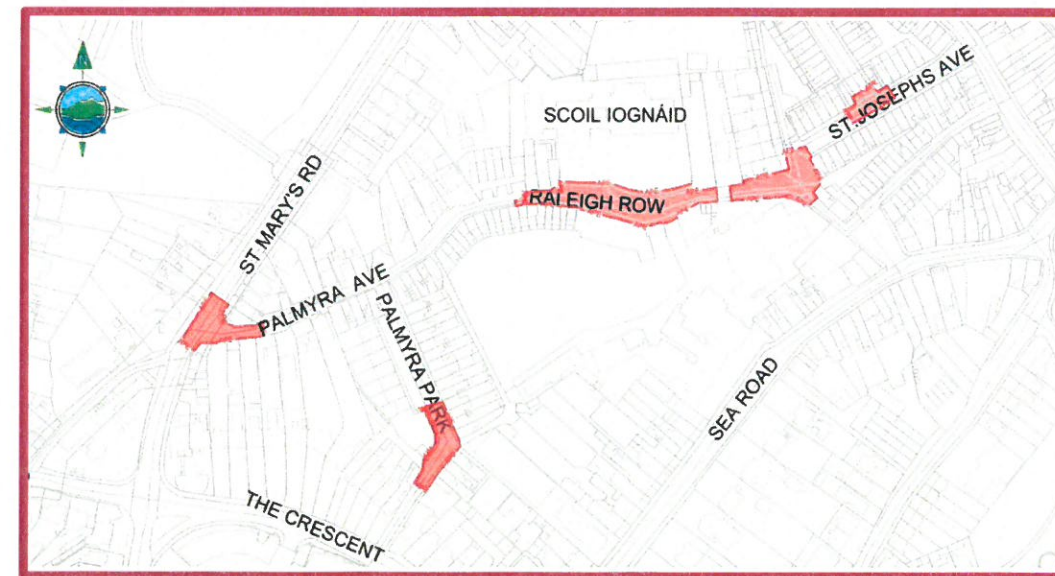 SCOIL IOGNÁID
ST.JOSEPHS AVE
RALEIGH ROW
ST MARY'S RD
PALMYRA AVE
PALMYRA PARK
SEA ROAD
THE CRESCENT